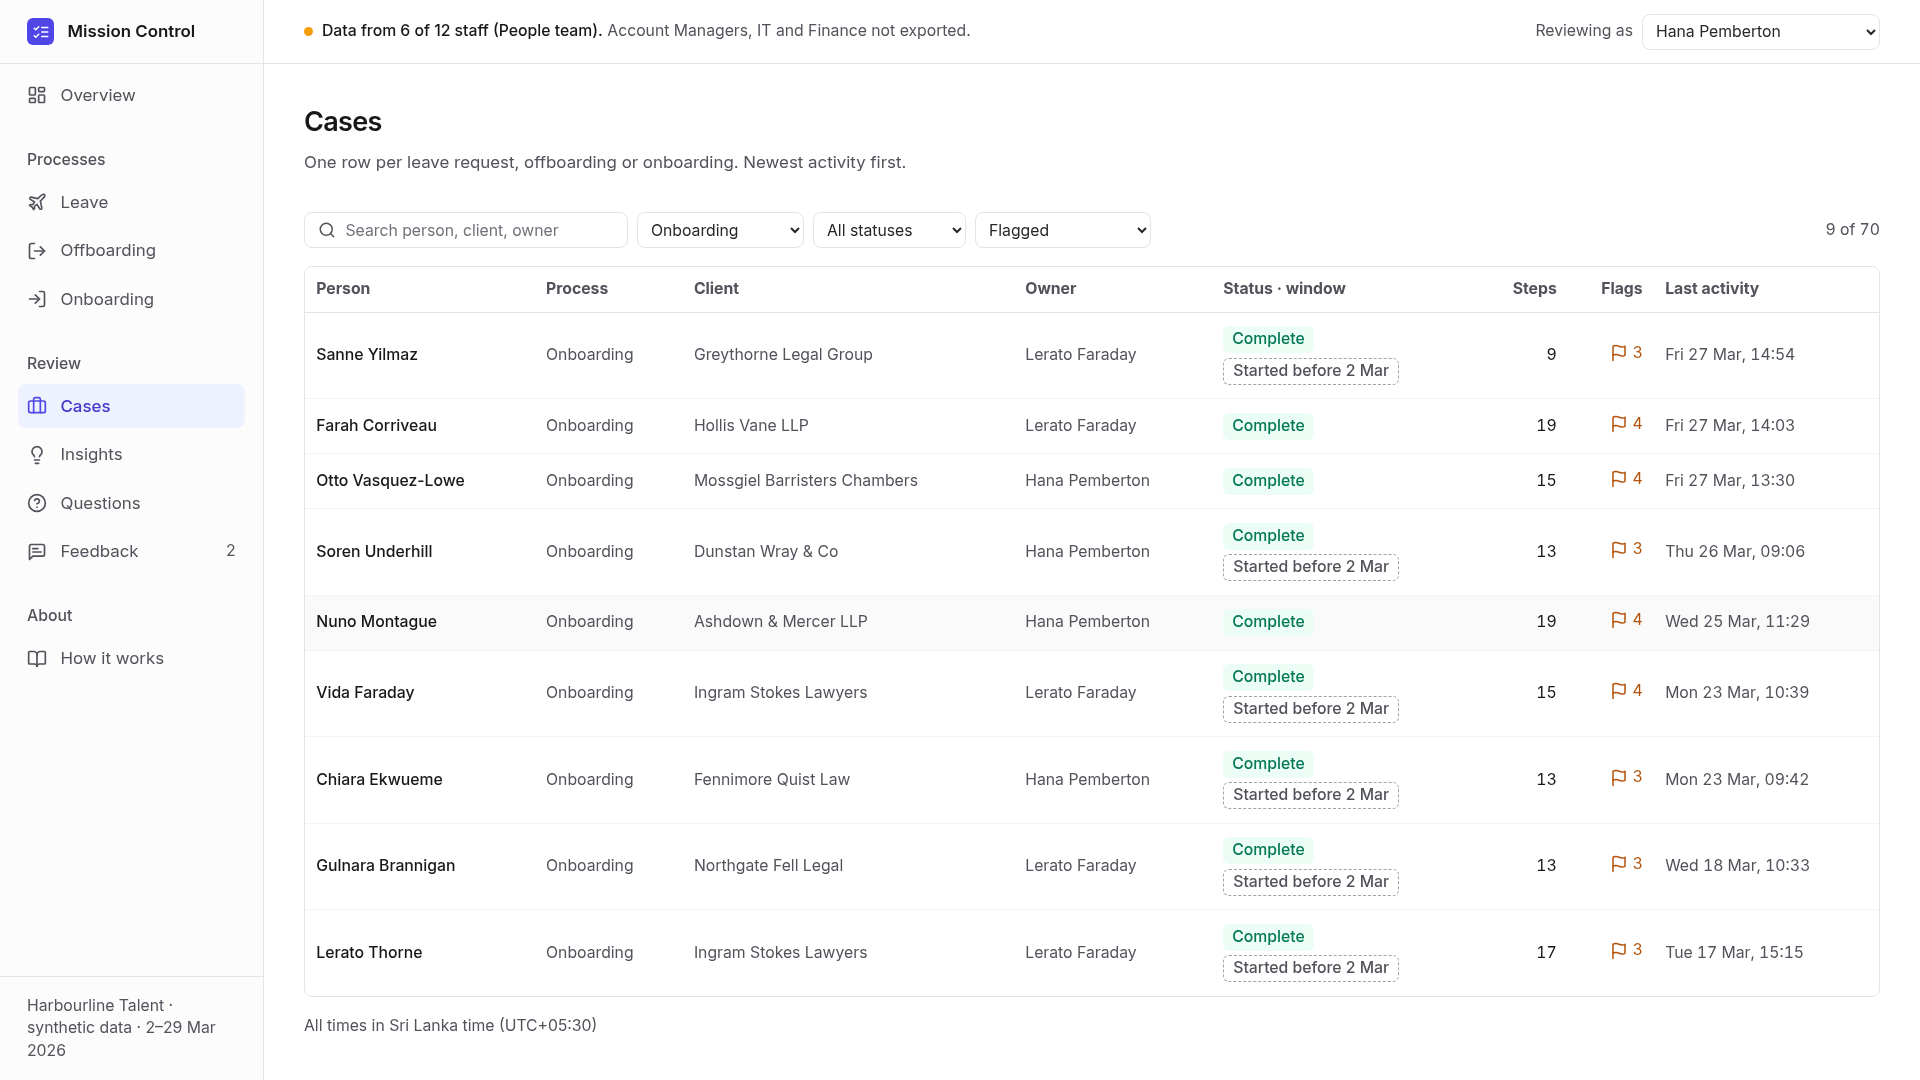 Mission Control
Data from 6 of 12 staff (People team). Account Managers, IT and Finance not exported.
Reviewing as
Hana Pemberton
Overview
Processes
Leave
Offboarding
Onboarding
Review
Cases
Insights
Questions
Feedback 2
About
How it works
Harbourline Talent ·
synthetic data · 2–29 Mar
2026
Cases
One row per leave request, offboarding or onboarding. Newest activity first.
Search person, client, owner
Onboarding
All statuses
Flagged
9 of 70
Person Process Client Owner Status · window Steps Flags Last activity
Sanne Yilmaz Onboarding Greythorne Legal Group Lerato Faraday Complete 9 3 Fri 27 Mar, 14:54
Started before 2 Mar
Farah Corriveau Onboarding Hollis Vane LLP Lerato Faraday Complete 19 4 Fri 27 Mar, 14:03
Otto Vasquez-Lowe Onboarding Mossgiel Barristers Chambers Hana Pemberton Complete 15 4 Fri 27 Mar, 13:30
Soren Underhill Onboarding Dunstan Wray & Co Hana Pemberton Complete 13 3 Thu 26 Mar, 09:06
Started before 2 Mar
Nuno Montague Onboarding Ashdown & Mercer LLP Hana Pemberton Complete 19 4 Wed 25 Mar, 11:29
Vida Faraday Onboarding Ingram Stokes Lawyers Lerato Faraday Complete 15 4 Mon 23 Mar, 10:39
Started before 2 Mar
Chiara Ekwueme Onboarding Fennimore Quist Law Hana Pemberton Complete 13 3 Mon 23 Mar, 09:42
Started before 2 Mar
Gulnara Brannigan Onboarding Northgate Fell Legal Lerato Faraday Complete 13 3 Wed 18 Mar, 10:33
Started before 2 Mar
Lerato Thorne Onboarding Ingram Stokes Lawyers Lerato Faraday Complete 17 3 Tue 17 Mar, 15:15
Started before 2 Mar
All times in Sri Lanka time (UTC+05:30)